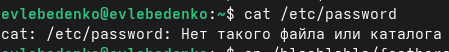 evlebedenko@evlebedenko:~$ cat /etc/password
cat: /etc/password: Нет такого файла или каталога